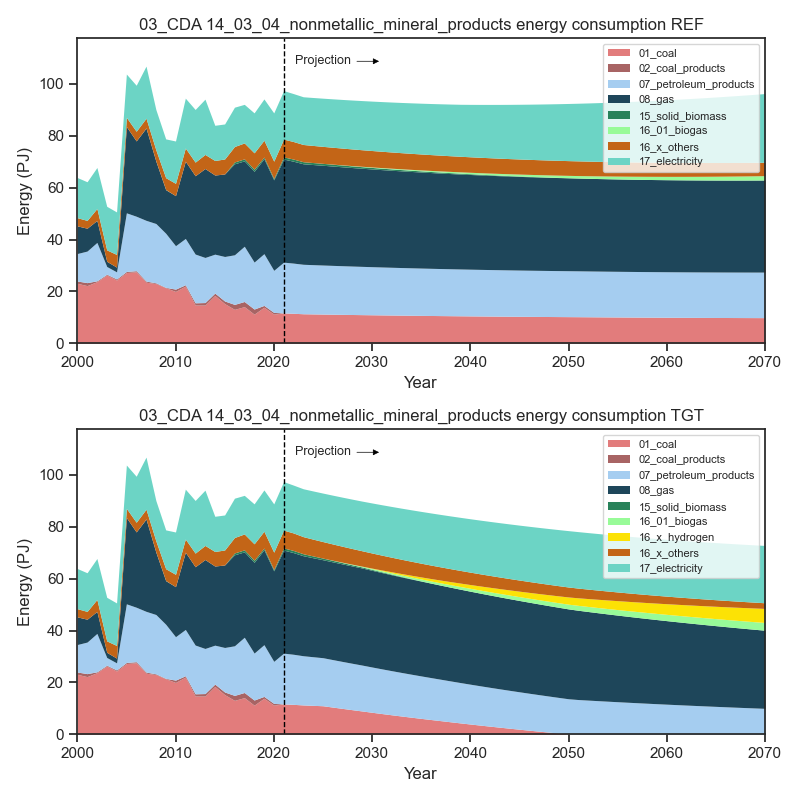 03_CDA 14_03_04_nonmetallic_mineral_products energy consumption REF
Energy (PJ)
100
80
60
40
20
0
Projection
01_coal
02_coal_products
07_petroleum_products
08_gas
15_solid_biomass
16_01_biogas
16_x_others
17_electricity
2000 2010 2020 2030 2040 2050 2060 2070
Year
03_CDA 14_03_04_nonmetallic_mineral_products energy consumption TGT
Energy (PJ)
100
80
60
40
20
0
Projection
01_coal
02_coal_products
07_petroleum_products
08_gas
15_solid_biomass
16_01_biogas
16_x_hydrogen
16_x_others
17_electricity
2000 2010 2020 2030 2040 2050 2060 2070
Year